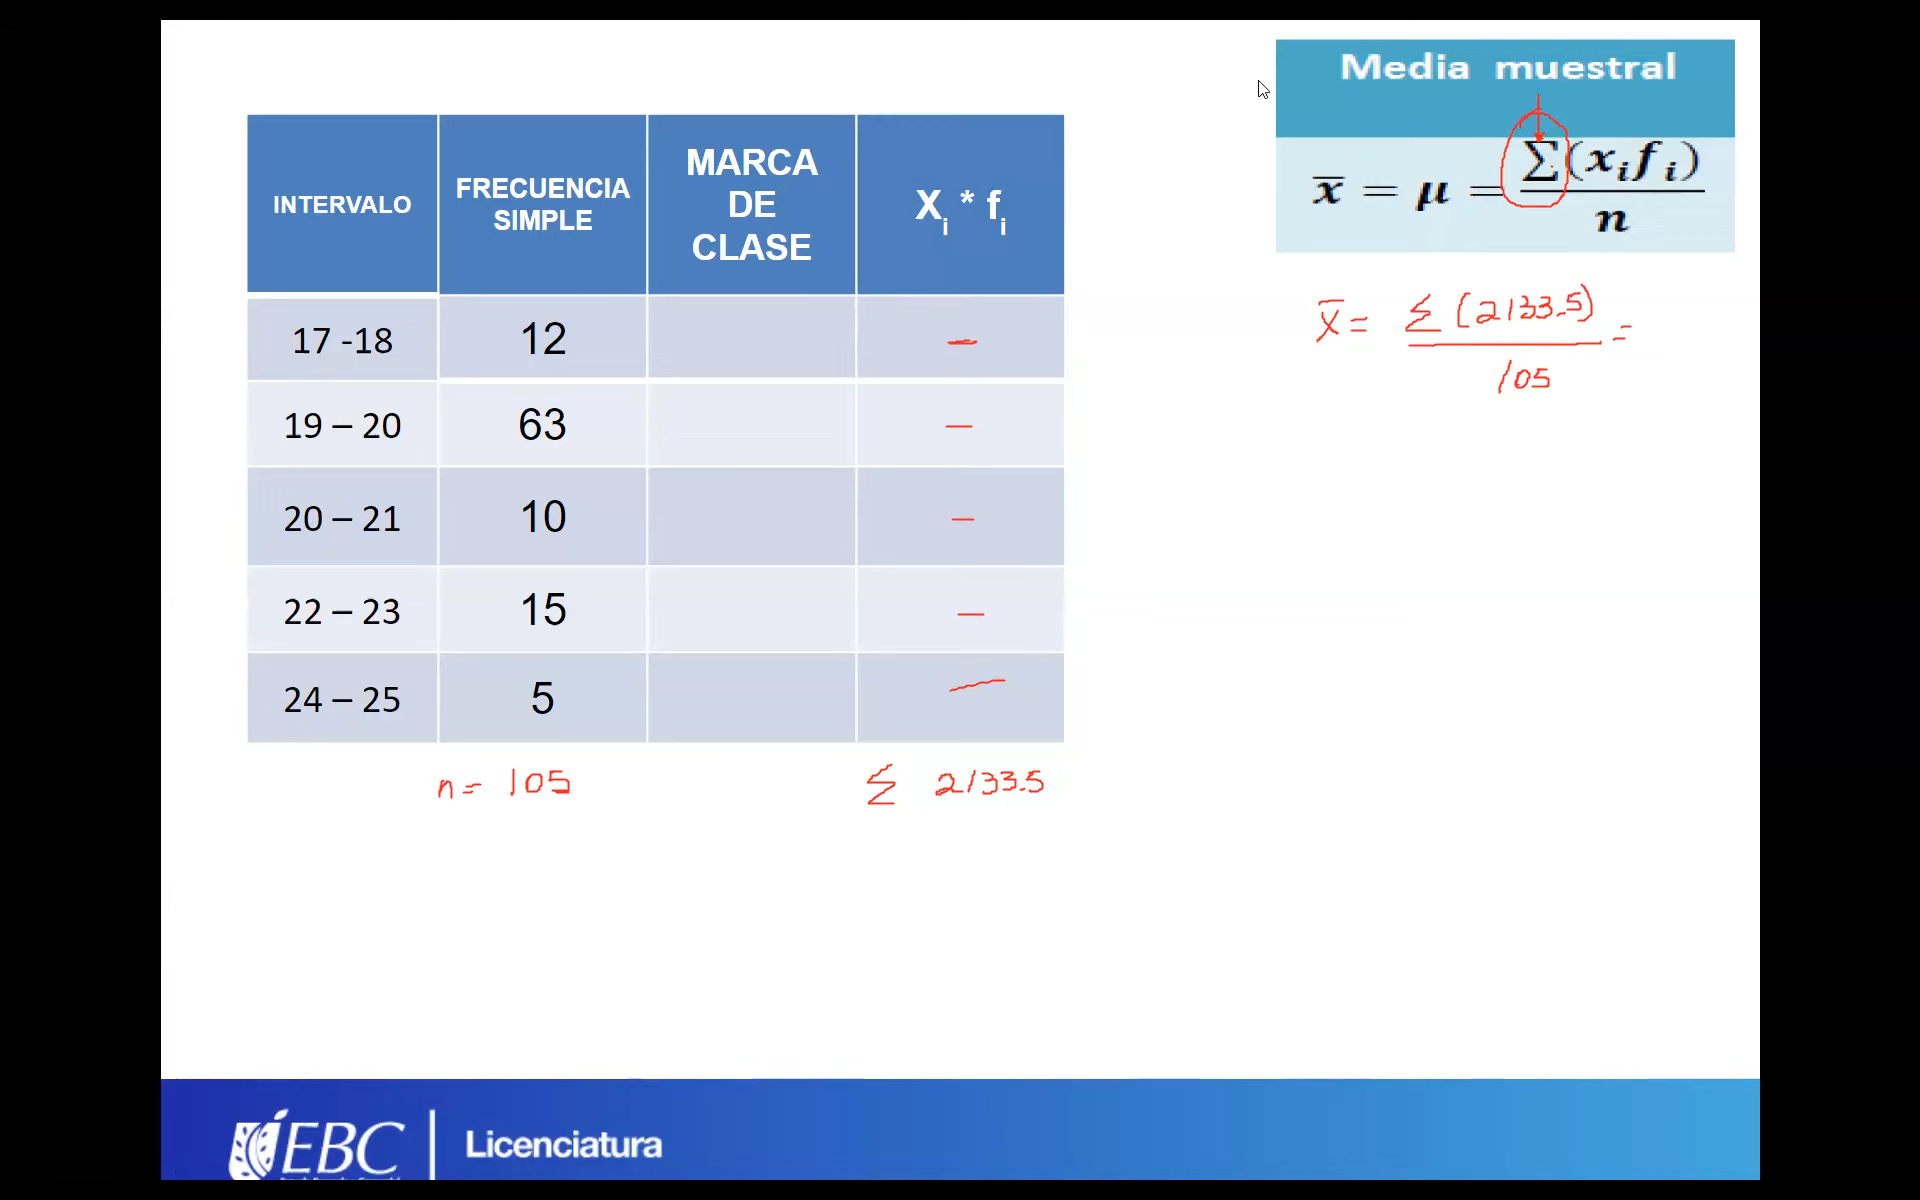 Media muestral
x̄ = μ = Σ(xᵢfᵢ)
n
INTERVALO
FRECUENCIA
SIMPLE
MARCA
DE
CLASE
Xᵢ * fᵢ
17 -18
12
–
19 – 20
63
–
20 – 21
10
–
22 – 23
15
–
24 – 25
5
–
n = 105
Σ 2133.5
x̄ = Σ (2133.5) =
105
EBC
Licenciatura